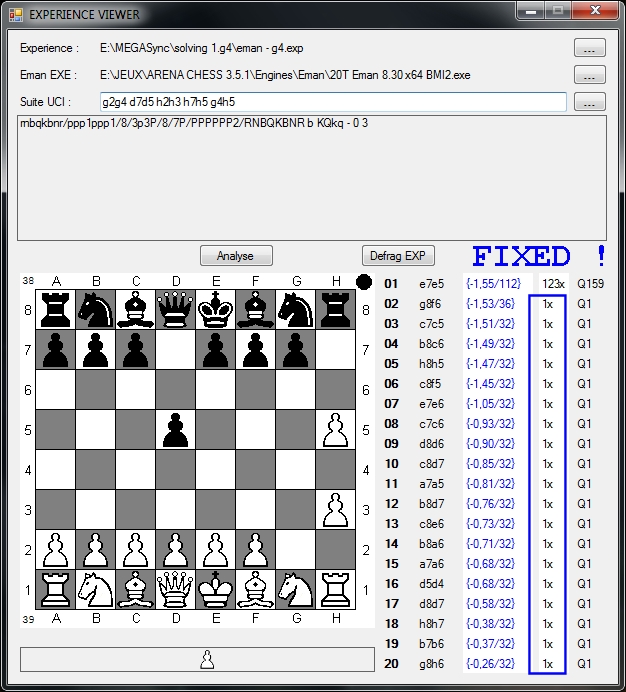 EXPERIENCE VIEWER
Experience : E:\MEGASync\solving 1.g4\eman - g4.exp ...
Eman EXE : E:\JEUX\ARENA CHESS 3.5.1\Engines\Eman\20T Eman 8.30 x64 BMI2.exe ...
Suite UCI : g2g4 d7d5 h2h3 h7h5 g4h5 ...
rnbqkbnr/ppp1ppp1/8/3p3P/8/7P/PPPPPP2/RNBQKBNR b KQkq - 0 3
Analyse Defrag EXP FIXED !
38 A B C D E F G H
8 8
7 7
6 6
5 5
4 4
3 3
2 2
1 1
39 A B C D E F G H
01 e7e5 {-1,55/112} 123x Q159
02 g8f6 {-1,53/36} 1x Q1
03 c7c5 {-1,51/32} 1x Q1
04 b8c6 {-1,49/32} 1x Q1
05 h8h5 {-1,47/32} 1x Q1
06 c8f5 {-1,45/32} 1x Q1
07 e7e6 {-1,05/32} 1x Q1
08 c7c6 {-0,93/32} 1x Q1
09 d8d6 {-0,90/32} 1x Q1
10 c8d7 {-0,85/32} 1x Q1
11 a7a5 {-0,81/32} 1x Q1
12 b8d7 {-0,76/32} 1x Q1
13 c8e6 {-0,73/32} 1x Q1
14 b8a6 {-0,71/32} 1x Q1
15 a7a6 {-0,68/32} 1x Q1
16 d5d4 {-0,68/32} 1x Q1
17 d8d7 {-0,58/32} 1x Q1
18 h8h7 {-0,38/32} 1x Q1
19 b7b6 {-0,37/32} 1x Q1
20 g8h6 {-0,26/32} 1x Q1